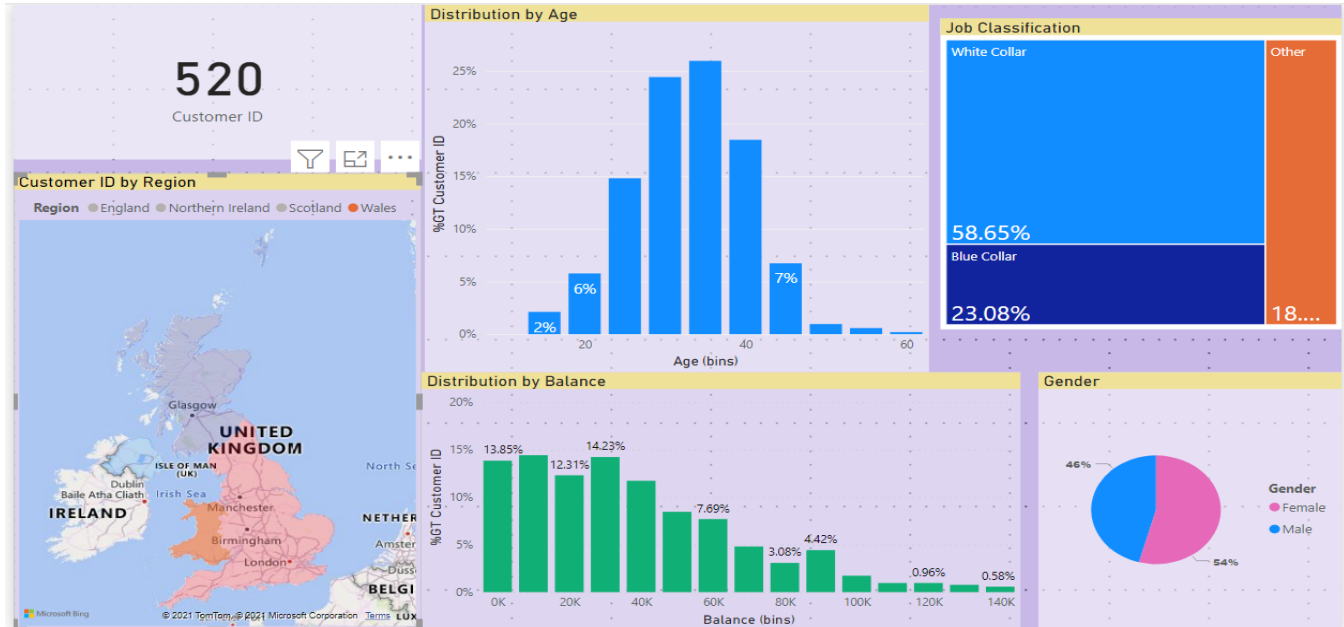 520
Customer ID
Customer ID by Region
Region England Northern Ireland Scotland Wales
Glasgow
UNITED
KINGDOM
ISLE OF MAN
(UK)
North Se
Dublin
Baile Atha Cliath
Irish Sea
IRELAND
Manchester
NETHER
Birmingham
Amster
London
Düss
BELGI
LUX
Microsoft Bing
© 2021 TomTom, © 2021 Microsoft Corporation Terms
Distribution by Age
%GT Customer ID
25%
20%
15%
10%
5%
0%
2%
6%
7%
20
40
60
Age (bins)
Job Classification
White Collar
58.65%
Blue Collar
23.08%
Other
18....
Distribution by Balance
%GT Customer ID
20%
15%
10%
5%
0%
13.85%
12.31%
14.23%
7.69%
3.08%
4.42%
0.96%
0.58%
0K
20K
40K
60K
80K
100K
120K
140K
Balance (bins)
Gender
46%
54%
Gender
Female
Male